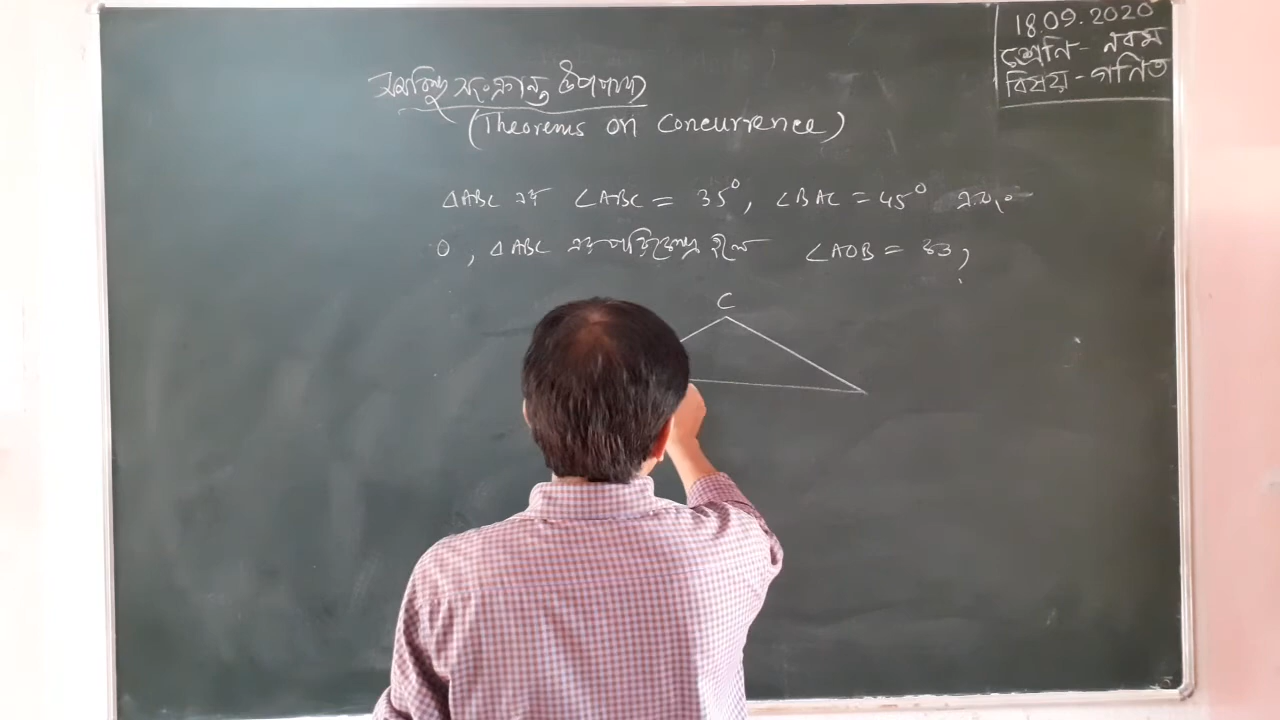 18.09.2020
শ্রেণি - নবম
বিষয় - গণিত
সমবিন্দু সংক্রান্ত উপপাদ্য
(Theorems on Concurrence)
△ABC এর ∠ABC = 35°, ∠BAC = 45° এবং
O, △ABC এর পরিকেন্দ্র হলে ∠AOB = কত?
C